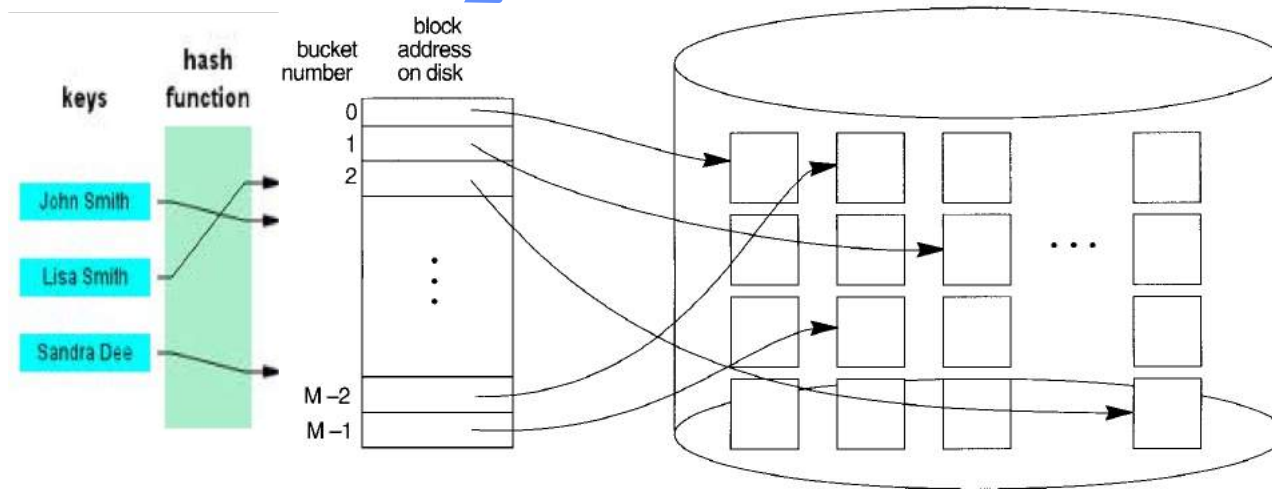 keys
hash
function
John Smith
Lisa Smith
Sandra Dee
bucket
number
block
address
on disk
0
1
2
M –2
M –1